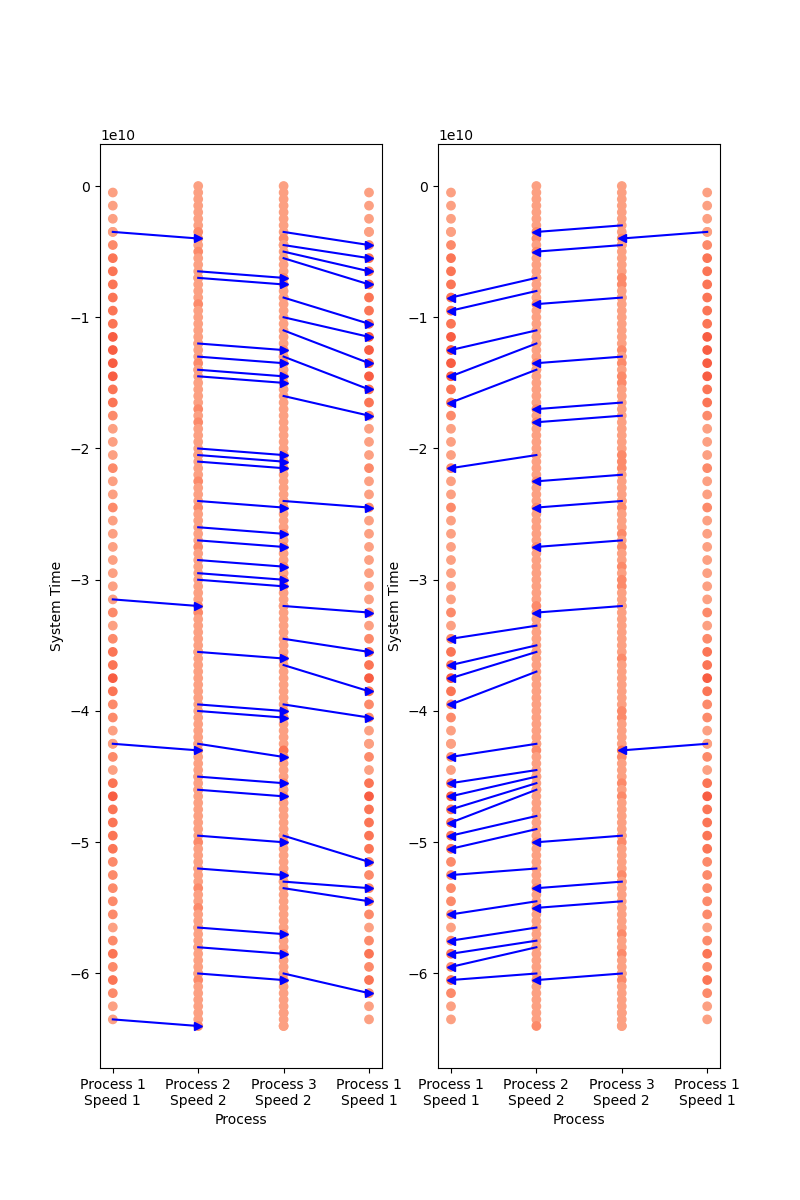 1e10
1e10
0
−1
−2
−3
−4
−5
−6
System Time
Process 1
Speed 1
Process 2
Speed 2
Process 3
Speed 2
Process 1
Speed 1
Process
0
−1
−2
−3
−4
−5
−6
System Time
Process 1
Speed 1
Process 2
Speed 2
Process 3
Speed 2
Process 1
Speed 1
Process